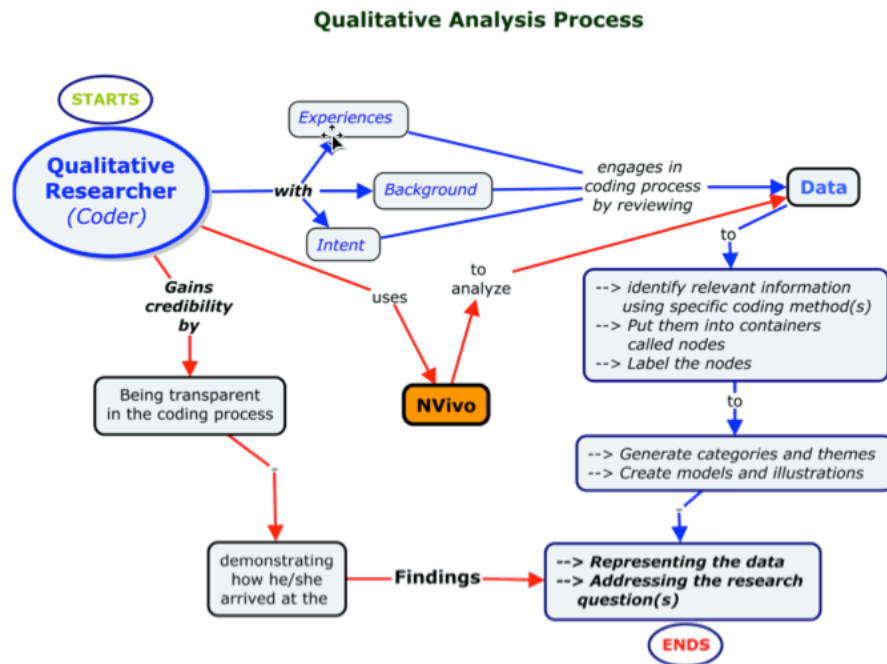 Qualitative Analysis Process
STARTS
Qualitative
Researcher
(Coder)
with
Experiences
Background
Intent
engages in
coding process
by reviewing
Data
to
--> identify relevant information
using specific coding method(s)
--> Put them into containers
called nodes
--> Label the nodes
to
--> Generate categories and themes
--> Create models and illustrations
--> Representing the data
--> Addressing the research
question(s)
ENDS
uses
NVivo
to
analyze
Gains
credibility
by
Being transparent
in the coding process
demonstrating
how he/she
arrived at the
Findings